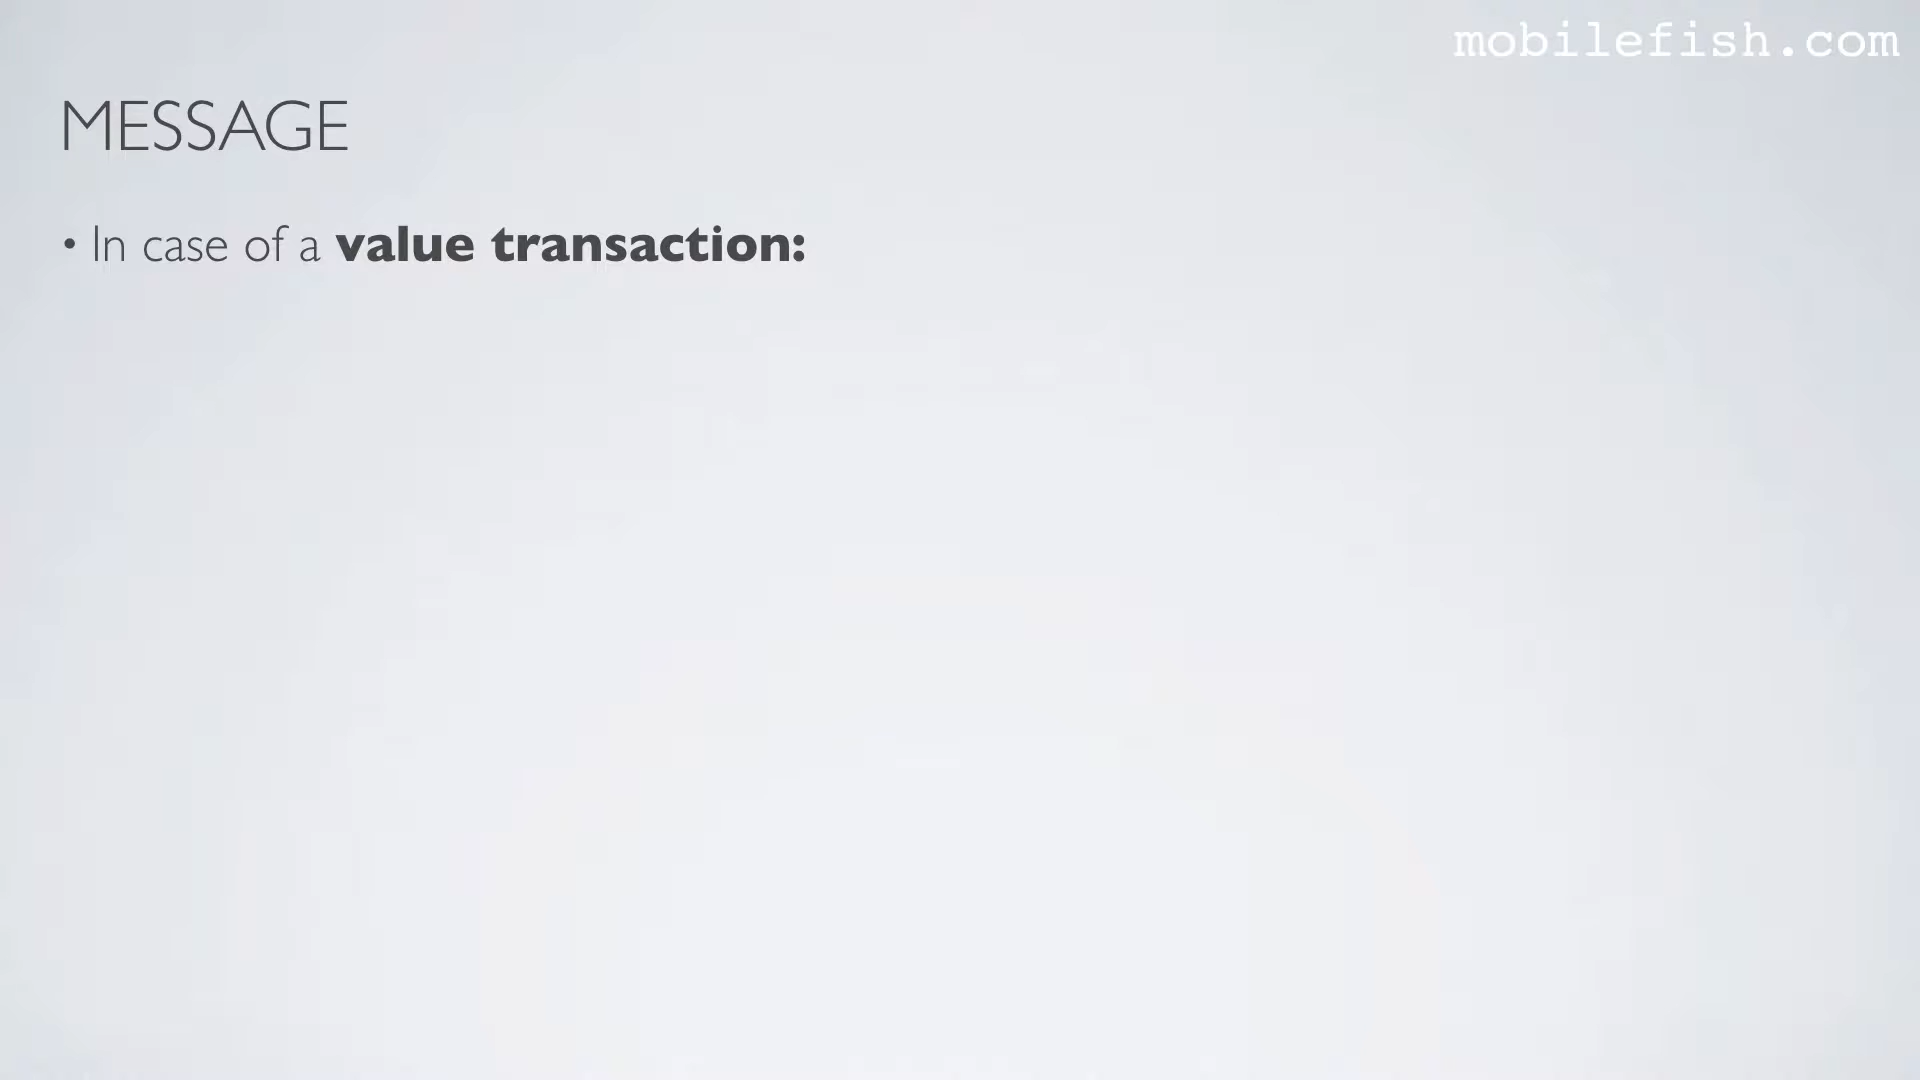 mobilefish.com
MESSAGE
• In case of a value transaction: